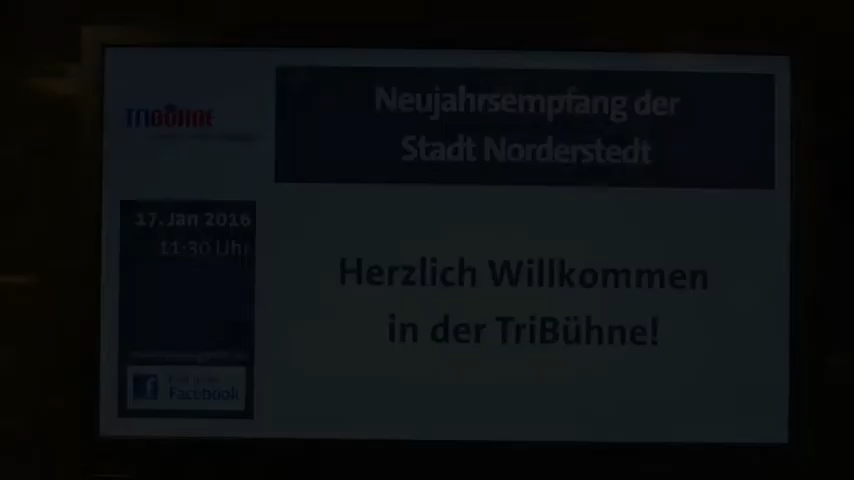 TRIBÜHNE
Neujahrsempfang der
Stadt Norderstedt
17. Jan 2016
11:30 Uhr
Herzlich Willkommen
in der TriBühne!
Facebook